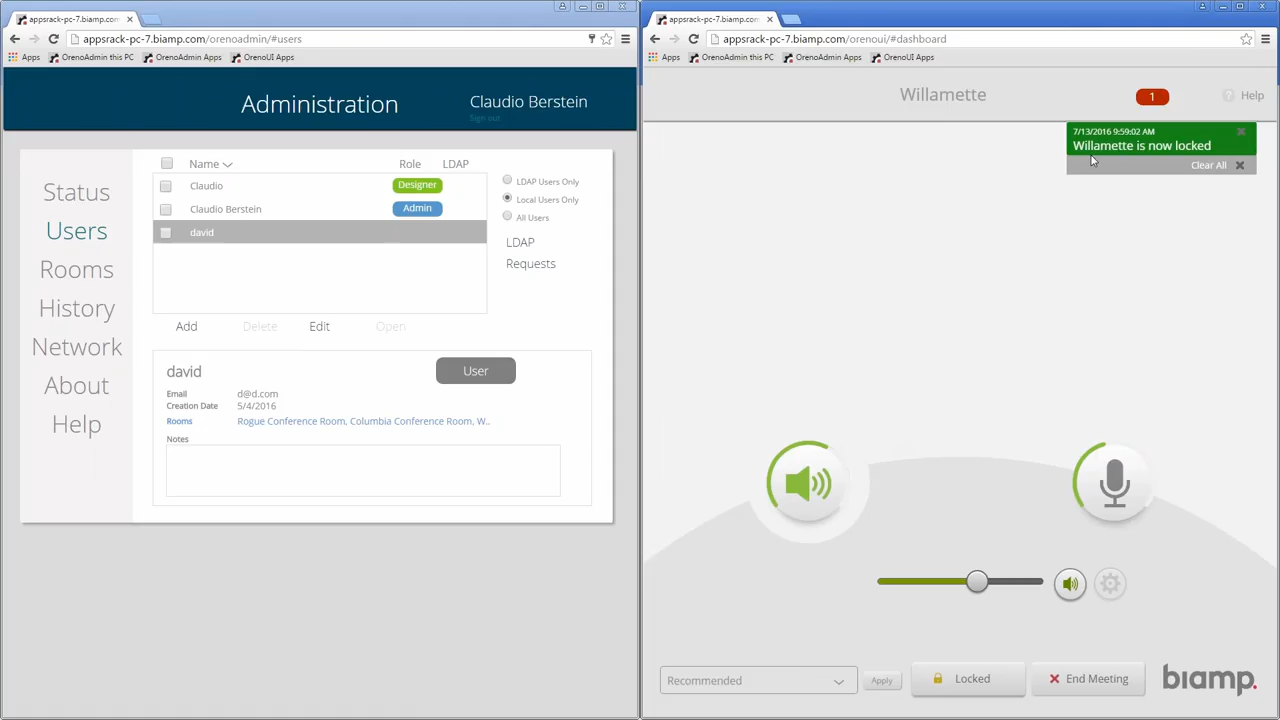 appsrack-pc-7.biamp.com/
appsrack-pc-7.biamp.com/orenoadmin/#users
Apps OrenoAdmin this PC OrenoAdmin Apps OrenoUI Apps
Administration
Claudio Berstein
Sign out
Status
Users
Rooms
History
Network
About
Help
Name Role LDAP
Claudio Designer
Claudio Berstein Admin
david
LDAP Users Only
Local Users Only
All Users
LDAP
Requests
Add Delete Edit Open
david User
Email d@d.com
Creation Date 5/4/2016
Rooms Rogue Conference Room, Columbia Conference Room, W..
Notes
appsrack-pc-7.biamp.com/
appsrack-pc-7.biamp.com/orenoui/#dashboard
Apps OrenoAdmin this PC OrenoAdmin Apps OrenoUI Apps
Willamette 1 Help
7/13/2016 9:59:02 AM
Willamette is now locked
Clear All
Recommended Apply Locked End Meeting biamp.